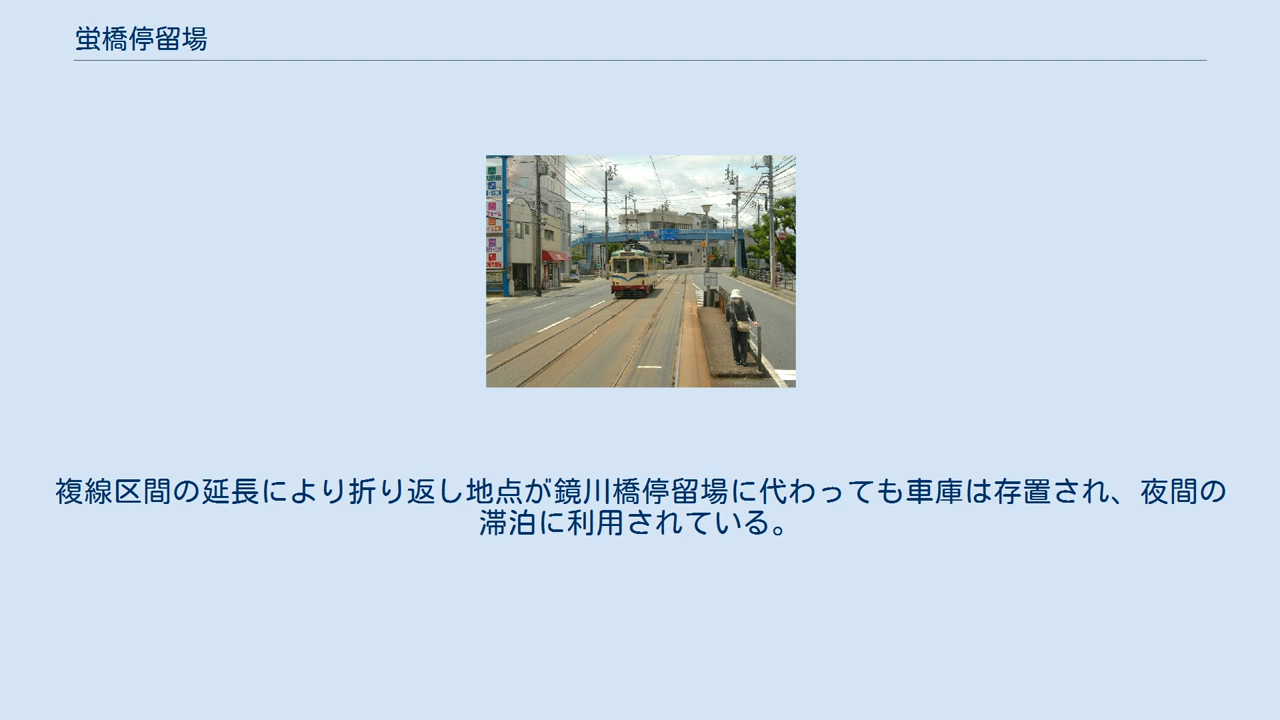 蛍橋停留場
複線区間の延長により折り返し地点が鏡川橋停留場に代わっても車庫は存置され、夜間の
滞泊に利用されている。